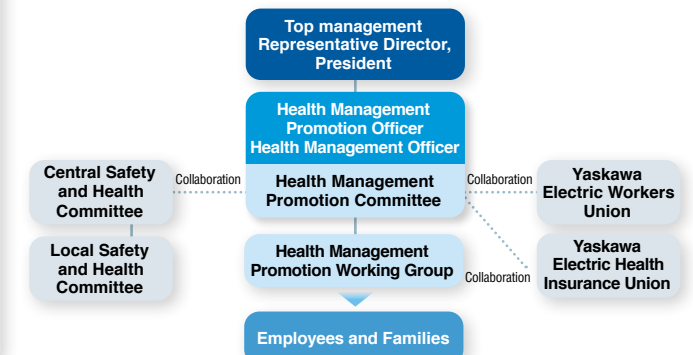 Top management
Representative Director,
President
Health Management
Promotion Officer
Health Management Officer
Central Safety
and Health
Committee
Collaboration
Health Management
Promotion Committee
Collaboration
Yaskawa
Electric Workers
Union
Local Safety
and Health
Committee
Health Management
Promotion Working Group
Collaboration
Yaskawa
Electric Health
Insurance Union
Employees and Families